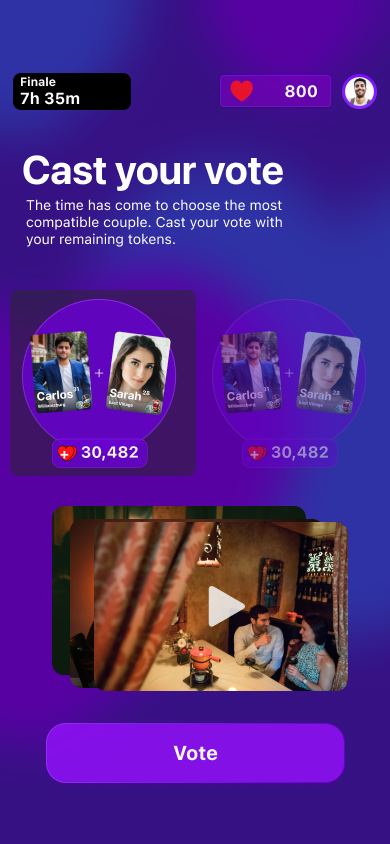 Finale
7h 35m
800
Cast your vote
The time has come to choose the most
compatible couple. Cast your vote with
your remaining tokens.
Carlos 31
Williamsburg
+
Sarah 28
East Village
30,482
Carlos 31
Williamsburg
+
Sarah 28
East Village
30,482
Vote